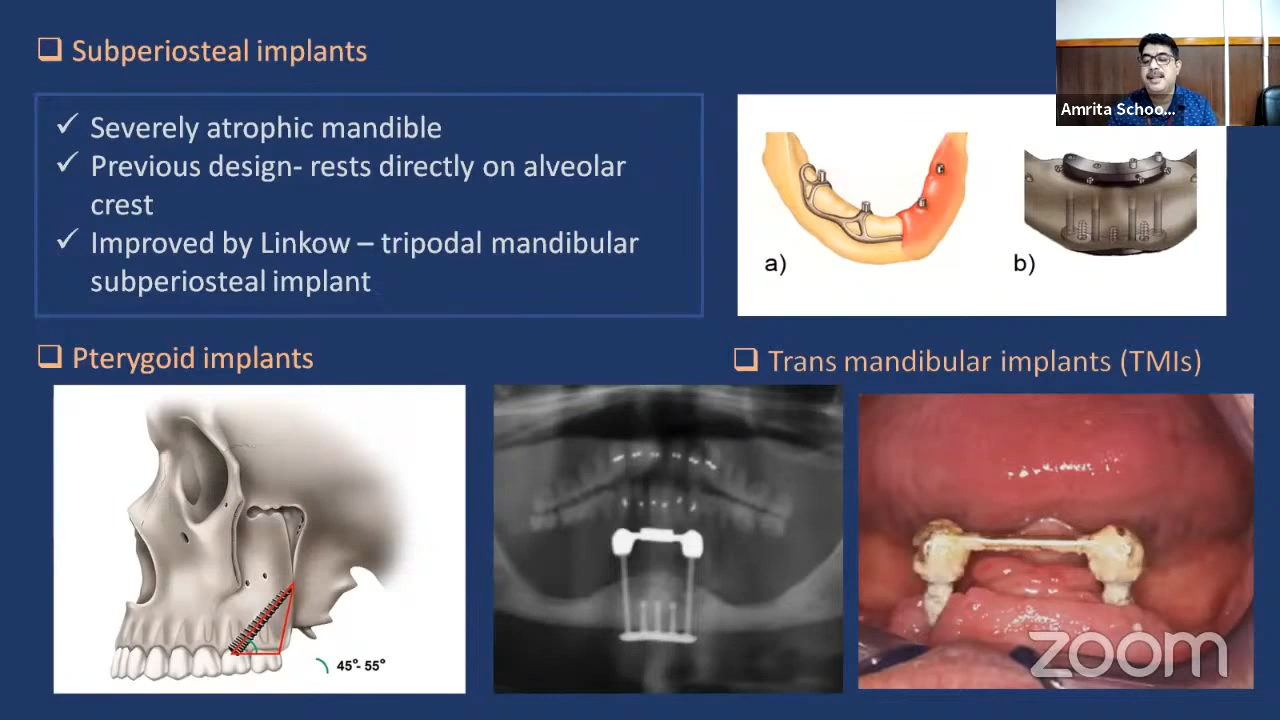 Subperiosteal implants
Severely atrophic mandible
Previous design- rests directly on alveolar
crest
Improved by Linkow – tripodal mandibular
subperiosteal implant
Amrita Schoo...
a)
b)
Pterygoid implants
Trans mandibular implants (TMIs)
45°- 55°
zoom